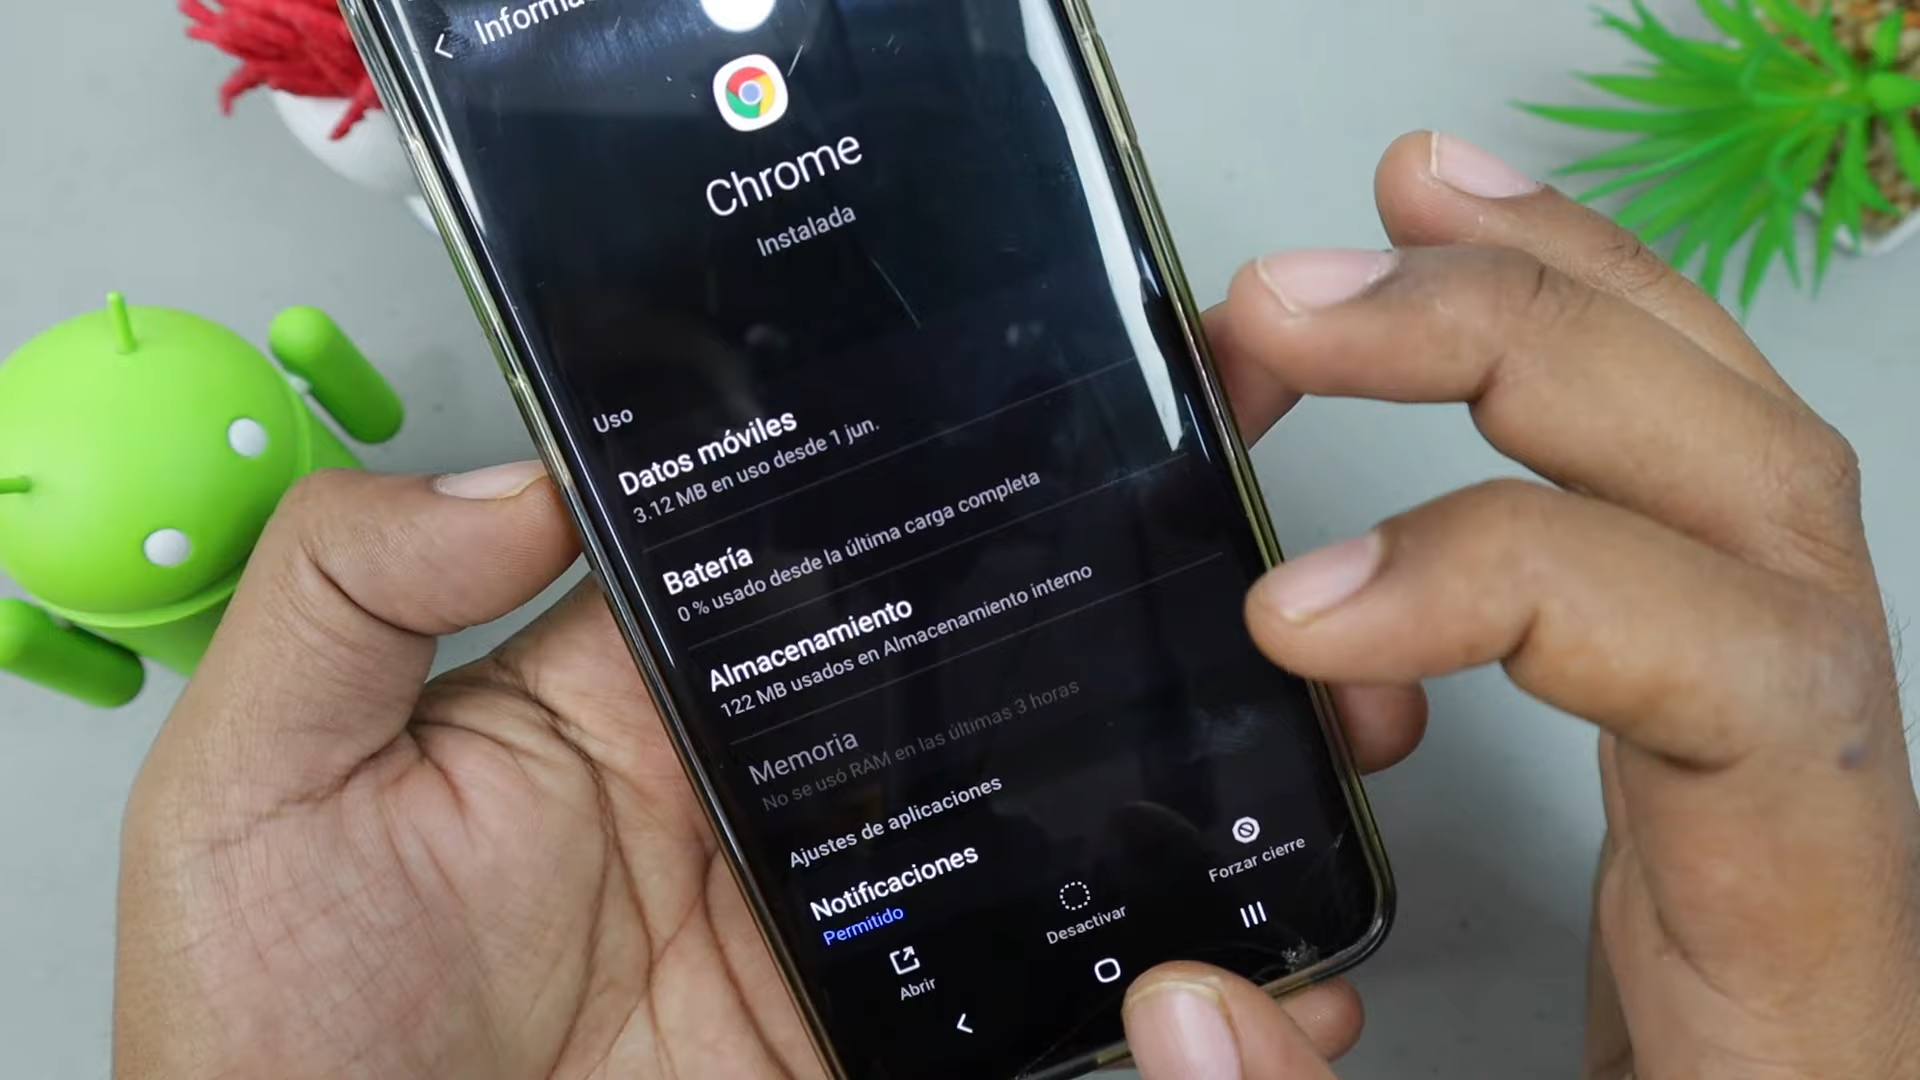 Chrome
Instalada
Uso
Datos móviles
3.12 MB en uso desde 1 jun.
Batería
0 % usado desde la última carga completa
Almacenamiento
122 MB usados en Almacenamiento interno
Memoria
No se usó RAM en las últimas 3 horas
Ajustes de aplicaciones
Notificaciones
Permitido
Abrir
Desactivar
Forzar cierre